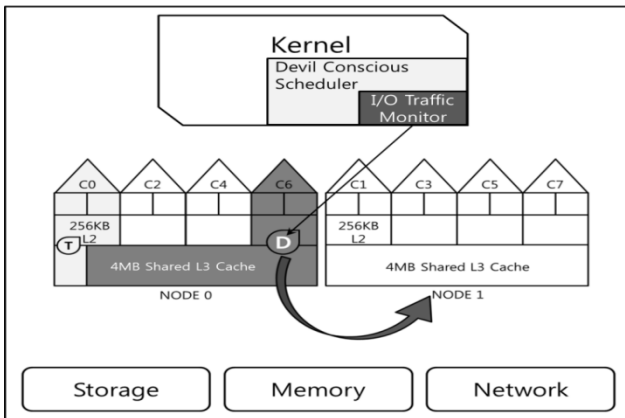 Kernel
Devil Conscious
Scheduler
I/O Traffic
Monitor
C0 C2 C4 C6 C1 C3 C5 C7
256KB
L2
256KB
L2
T
D
4MB Shared L3 Cache
4MB Shared L3 Cache
NODE 0
NODE 1
Storage
Memory
Network